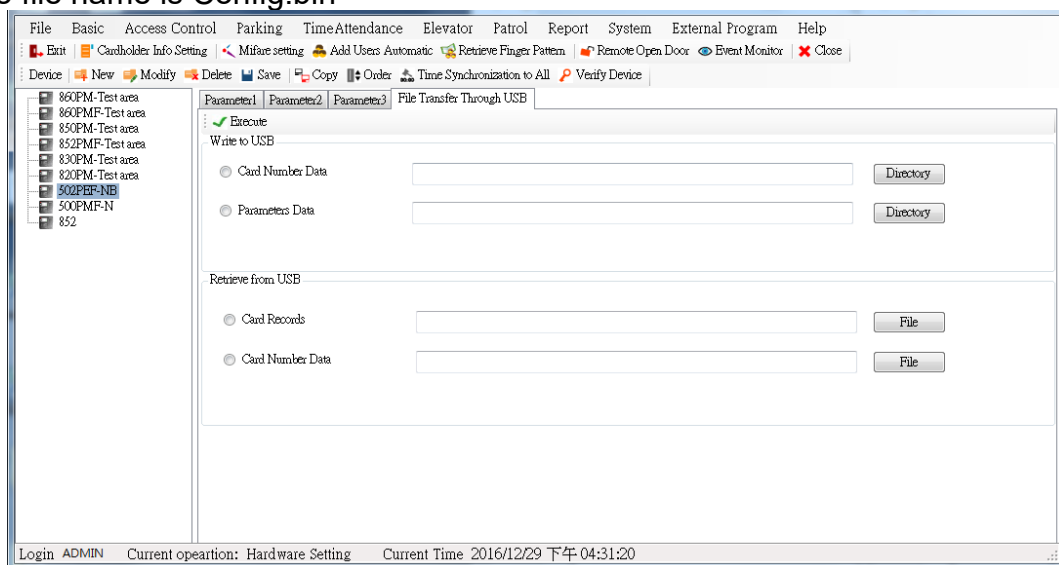 file name is Config.bin
File Basic Access Control Parking TimeAttendance Elevator Patrol Report System External Program Help
Exit Cardholder Info Setting Mifare setting Add Users Automatic Retrieve Finger Pattern Remote Open Door Event Monitor Close
Device New Modify Delete Save Copy Order Time Synchronization to All Verify Device
860PM-Test area
860PMF-Test area
850PM-Test area
852PMF-Test area
830PM-Test area
820PM-Test area
502PEF-NB
500PMF-N
852
Parameter1 Parameter2 Parameter3 File Transfer Through USB
Execute
Write to USB
Card Number Data Directory
Parameters Data Directory
Retrieve from USB
Card Records File
Card Number Data File
Login ADMIN Current opeartion: Hardware Setting Current Time 2016/12/29 下午 04:31:20